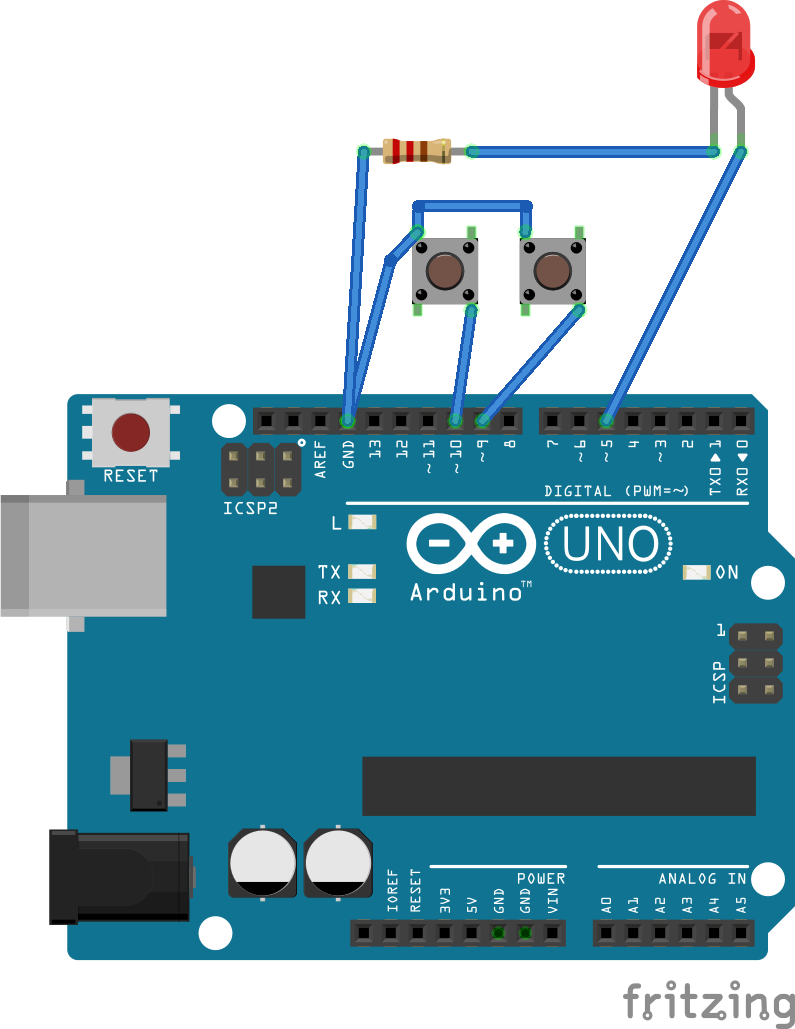 RESET
ICSP2
AREF
GND
13
12
~11
~10
~9
8
7
~6
~5
4
~3
2
TX0▶1
RX0◀0
DIGITAL (PWM=~)
L
TX
RX
UNO
Arduino™
ON
1
ICSP
POWER
ANALOG IN
IOREF
RESET
3V3
5V
GND
GND
VIN
A0
A1
A2
A3
A4
A5
fritzing